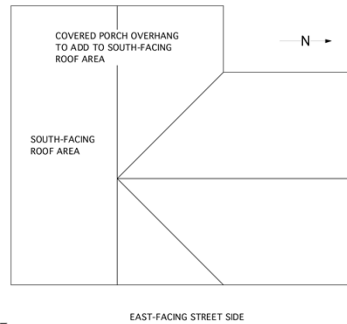 COVERED PORCH OVERHANG
TO ADD TO SOUTH-FACING
ROOF AREA
N
SOUTH-FACING
ROOF AREA
EAST-FACING STREET SIDE